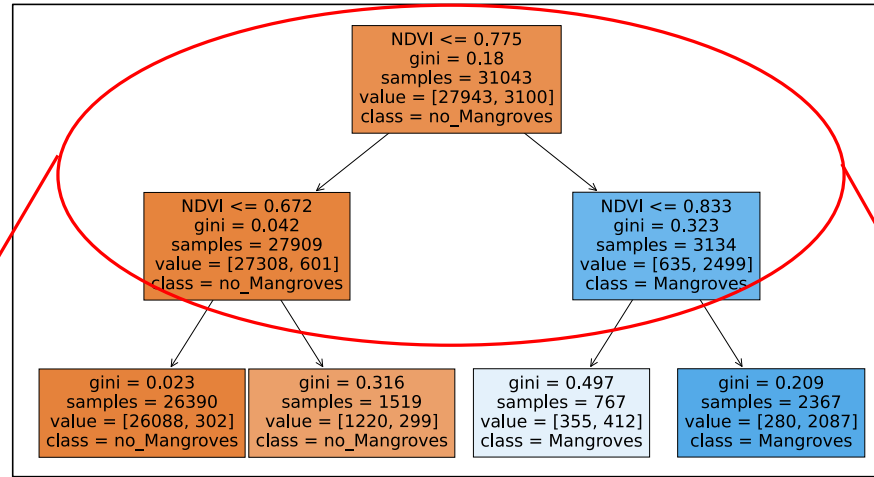 NDVI <= 0.775
gini = 0.18
samples = 31043
value = [27943, 3100]
class = no_Mangroves
NDVI <= 0.672
gini = 0.042
samples = 27909
value = [27308, 601]
class = no_Mangroves
NDVI <= 0.833
gini = 0.323
samples = 3134
value = [635, 2499]
class = Mangroves
gini = 0.023
samples = 26390
value = [26088, 302]
class = no_Mangroves
gini = 0.316
samples = 1519
value = [1220, 299]
class = no_Mangroves
gini = 0.497
samples = 767
value = [355, 412]
class = Mangroves
gini = 0.209
samples = 2367
value = [280, 2087]
class = Mangroves